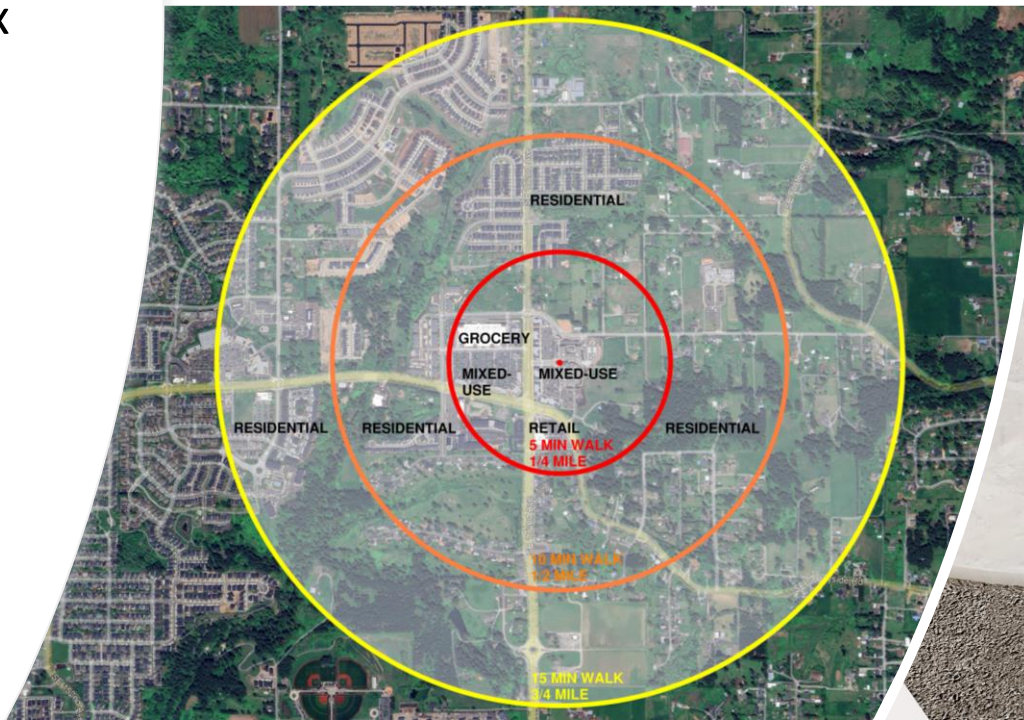 X
RESIDENTIAL
GROCERY
MIXED-
USE
MIXED-USE
RESIDENTIAL
RESIDENTIAL
RETAIL
RESIDENTIAL
5 MIN WALK
1/4 MILE
10 MIN WALK
1/2 MILE
15 MIN WALK
3/4 MILE